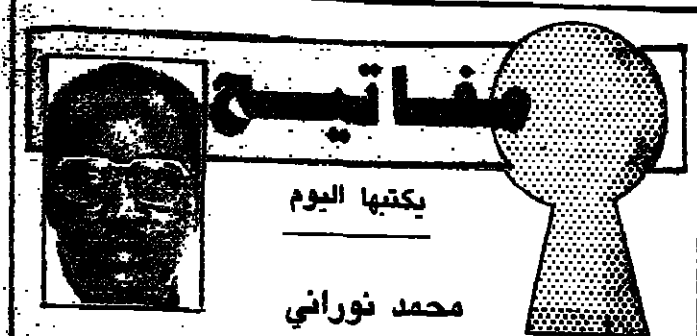 مفاتيح
يكتبها اليوم
محمد نوراني